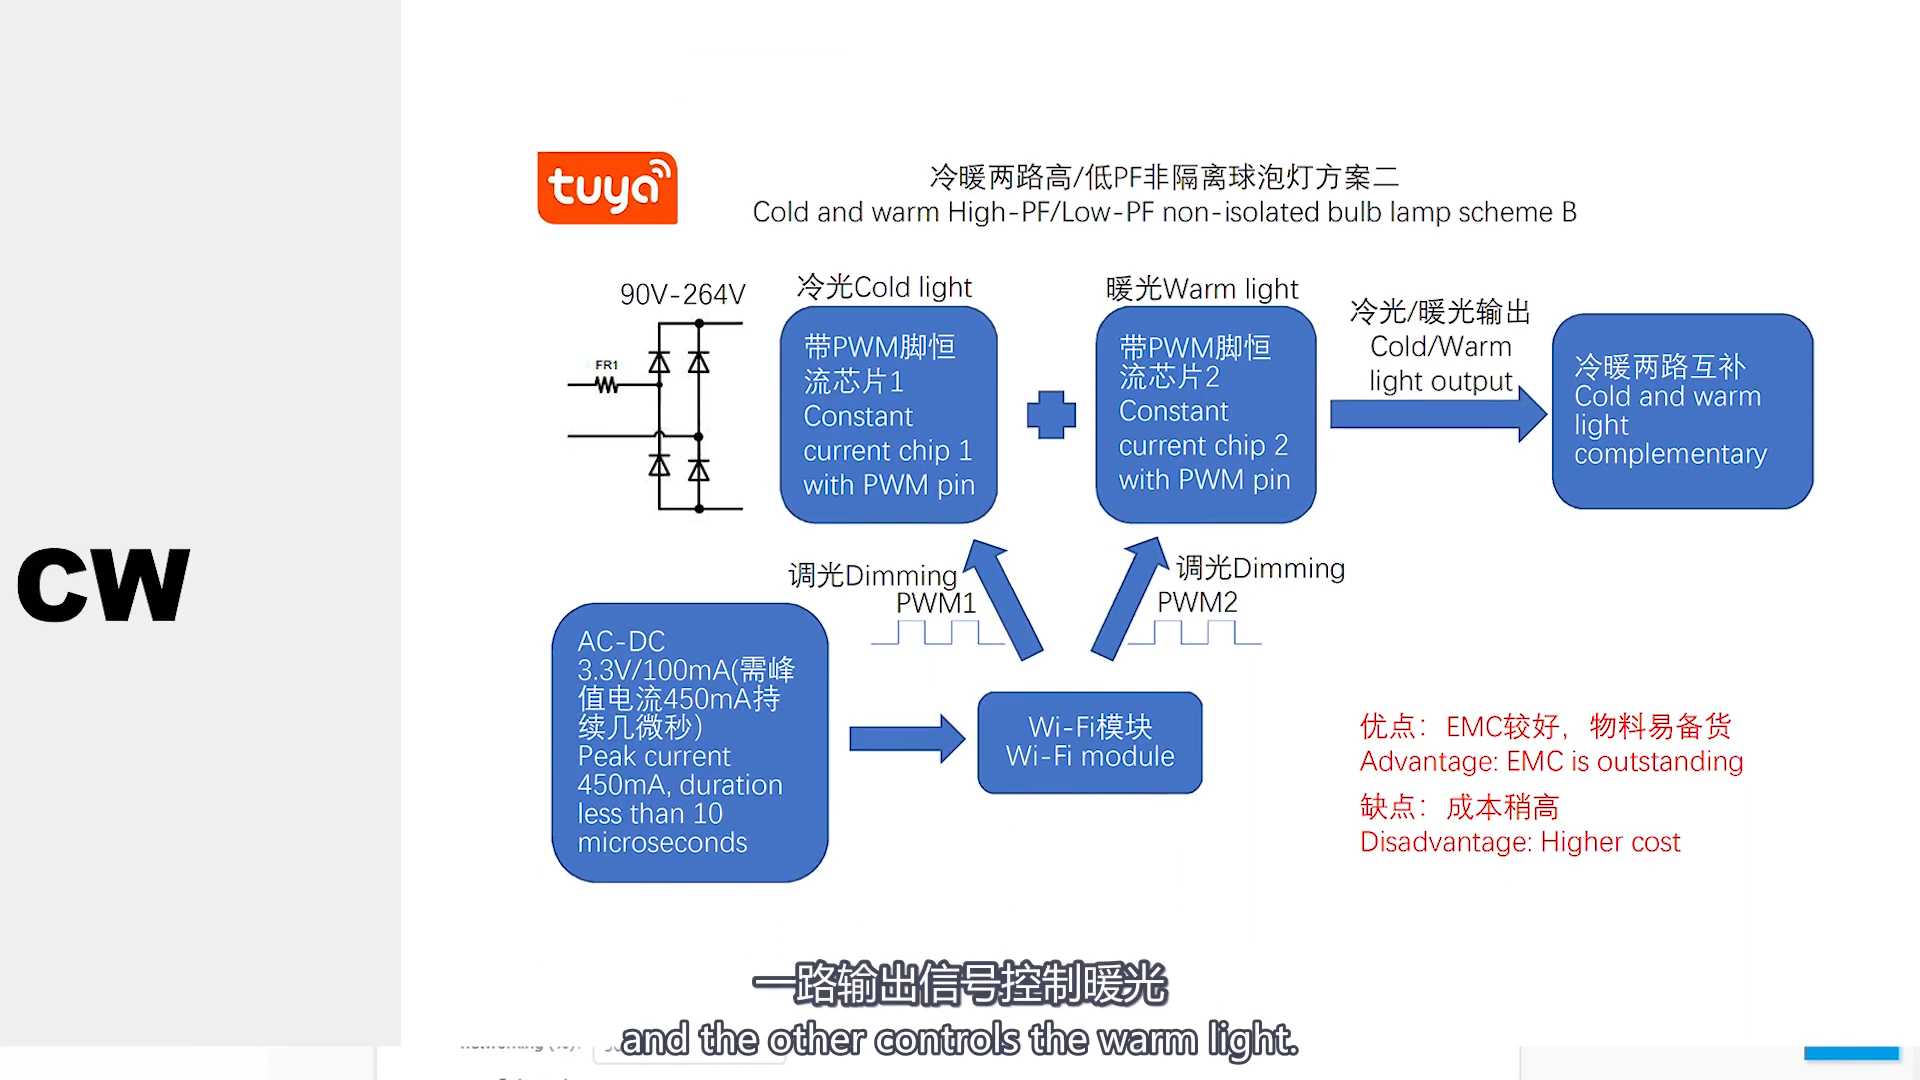 tuya
冷暖两路高/低PF非隔离球泡灯方案二
Cold and warm High-PF/Low-PF non-isolated bulb lamp scheme B
90V-264V
FR1
冷光Cold light
带PWM脚恒
流芯片1
Constant
current chip 1
with PWM pin
暖光Warm light
带PWM脚恒
流芯片2
Constant
current chip 2
with PWM pin
冷光/暖光输出
Cold/Warm
light output
冷暖两路互补
Cold and warm
light
complementary
CW
调光Dimming
PWM1
调光Dimming
PWM2
AC-DC
3.3V/100mA(需峰
值电流450mA持
续几微秒)
Peak current
450mA, duration
less than 10
microseconds
Wi-Fi模块
Wi-Fi module
优点：EMC较好，物料易备货
Advantage: EMC is outstanding
缺点：成本稍高
Disadvantage: Higher cost
一路输出信号控制暖光
and the other controls the warm light.